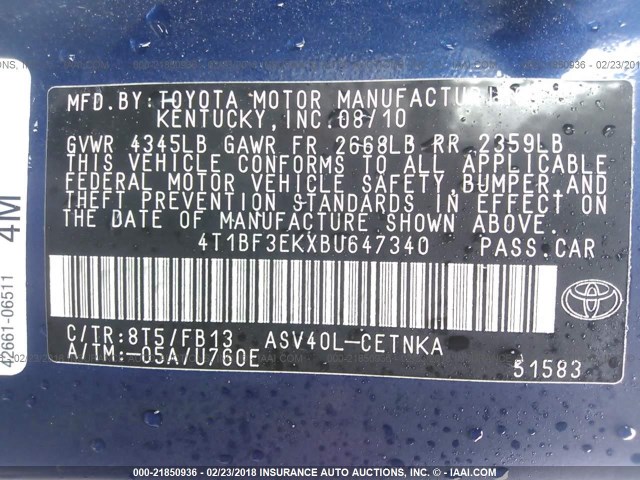 MFD.BY:TOYOTA MOTOR MANUFACTURING
KENTUCKY, INC. 08/10
GVWR 4345LB GAWR FR 2668LB RR 2359LB
THIS VEHICLE CONFORMS TO ALL APPLICABLE
FEDERAL MOTOR VEHICLE SAFETY BUMPER, AND
THEFT PREVENTION STANDARDS IN EFFECT ON
THE DATE OF MANUFACTURE SHOWN ABOVE.
4T1BF3EKXBU647340 PASS.CAR
C/TR:8T5/FB13 ASV40L-CETNKA
A/TM:-05A/U760E
51583
TOYOTA
42661-06511 4M
000-21850936 - 02/23/2018 INSURANCE AUTO AUCTIONS, INC. - © - IAAI.COM